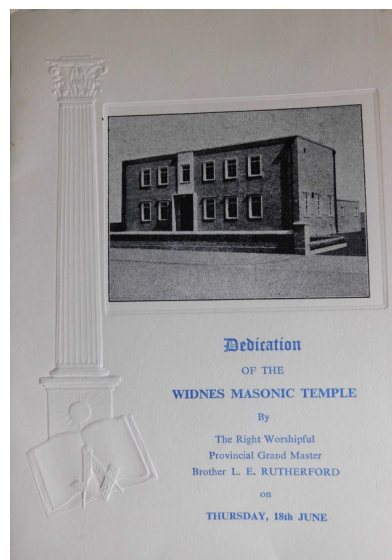 Dedication
OF THE
WIDNES MASONIC TEMPLE
By
The Right Worshipful
Provincial Grand Master
Brother L. E. RUTHERFORD
on
THURSDAY, 18th JUNE